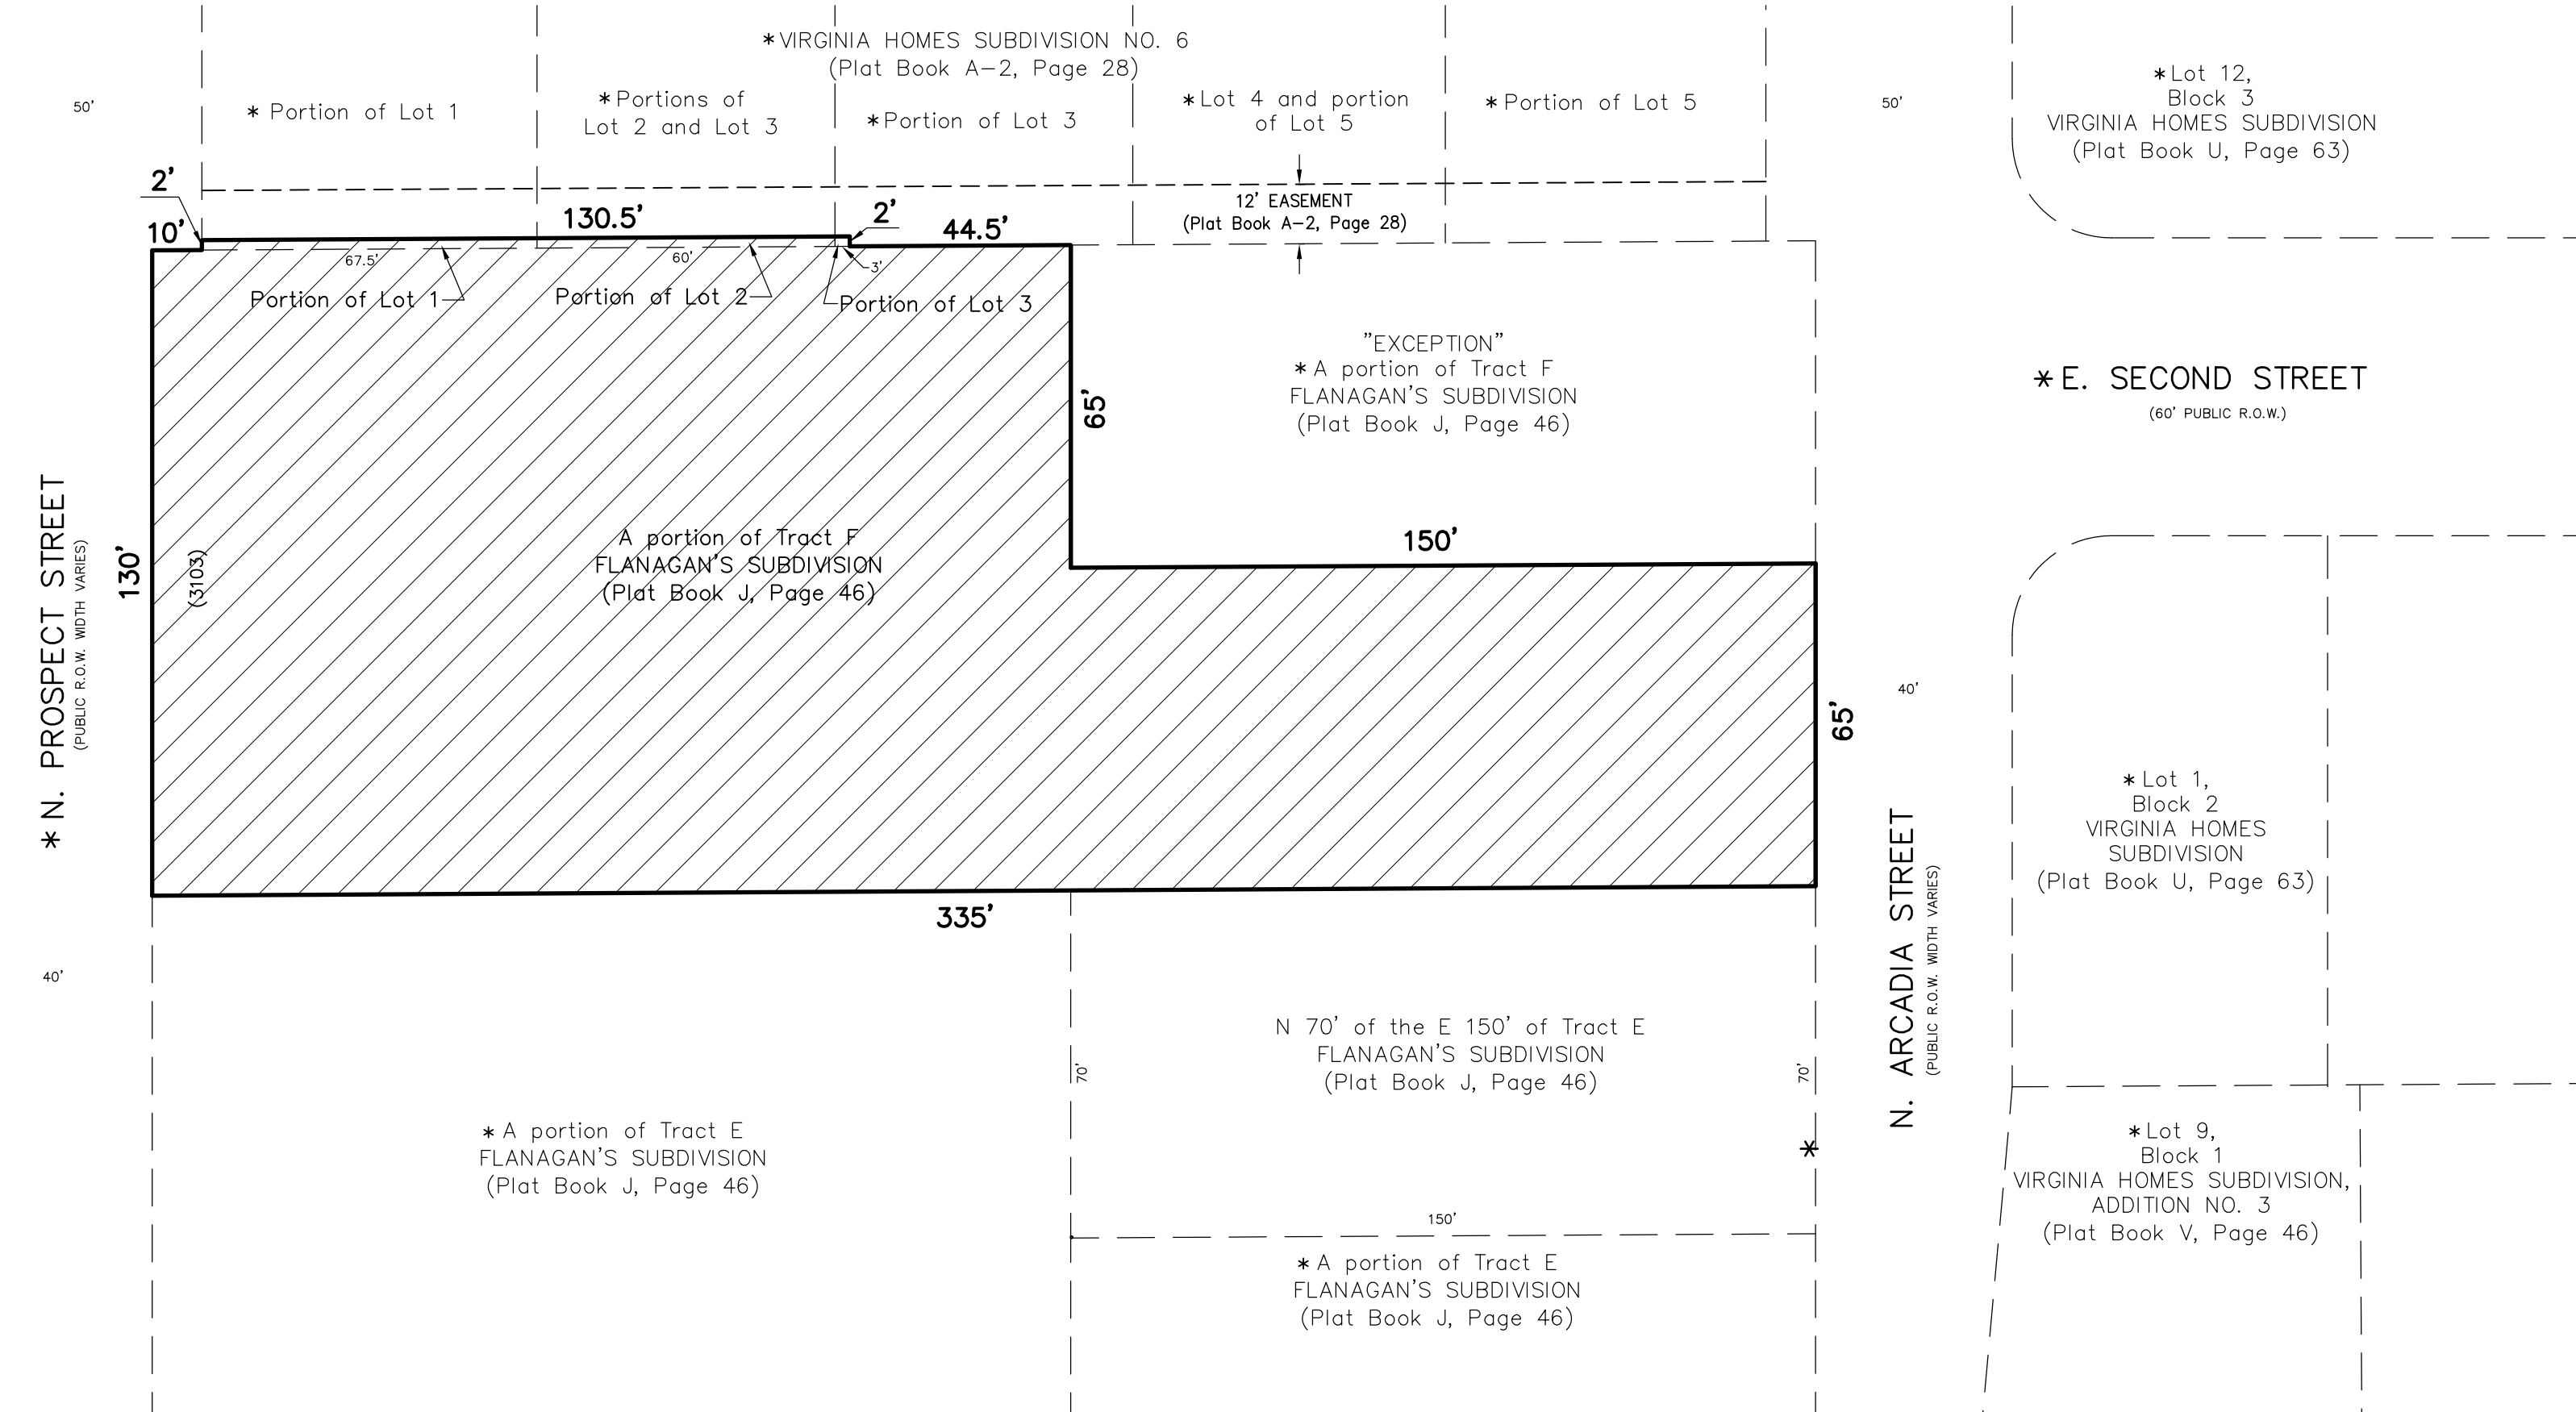 *VIRGINIA HOMES SUBDIVISION NO. 6
(Plat Book A-2, Page 28)
50'
* Portion of Lot 1
*Portions of
Lot 2 and Lot 3
*Portion of Lot 3
*Lot 4 and portion
of Lot 5
*Portion of Lot 5
50'
*Lot 12,
Block 3
VIRGINIA HOMES SUBDIVISION
(Plat Book U, Page 63)
2'
10'
130.5'
2'
44.5'
12' EASEMENT
(Plat Book A-2, Page 28)
67.5'
60'
3'
Portion of Lot 1
Portion of Lot 2
Portion of Lot 3
"EXCEPTION"
*A portion of Tract F
FLANAGAN'S SUBDIVISION
(Plat Book J, Page 46)
65'
*E. SECOND STREET
(60' PUBLIC R.O.W.)
*N. PROSPECT STREET
(PUBLIC R.O.W. WIDTH VARIES)
130'
(3103)
A portion of Tract F
FLANAGAN'S SUBDIVISION
(Plat Book J, Page 46)
150'
65'
40'
*Lot 1,
Block 2
VIRGINIA HOMES
SUBDIVISION
(Plat Book U, Page 63)
335'
40'
N. ARCADIA STREET
(PUBLIC R.O.W. WIDTH VARIES)
N 70' of the E 150' of Tract E
FLANAGAN'S SUBDIVISION
(Plat Book J, Page 46)
70'
70'
*
*A portion of Tract E
FLANAGAN'S SUBDIVISION
(Plat Book J, Page 46)
*Lot 9,
Block 1
VIRGINIA HOMES SUBDIVISION,
ADDITION NO. 3
(Plat Book V, Page 46)
150'
*A portion of Tract E
FLANAGAN'S SUBDIVISION
(Plat Book J, Page 46)